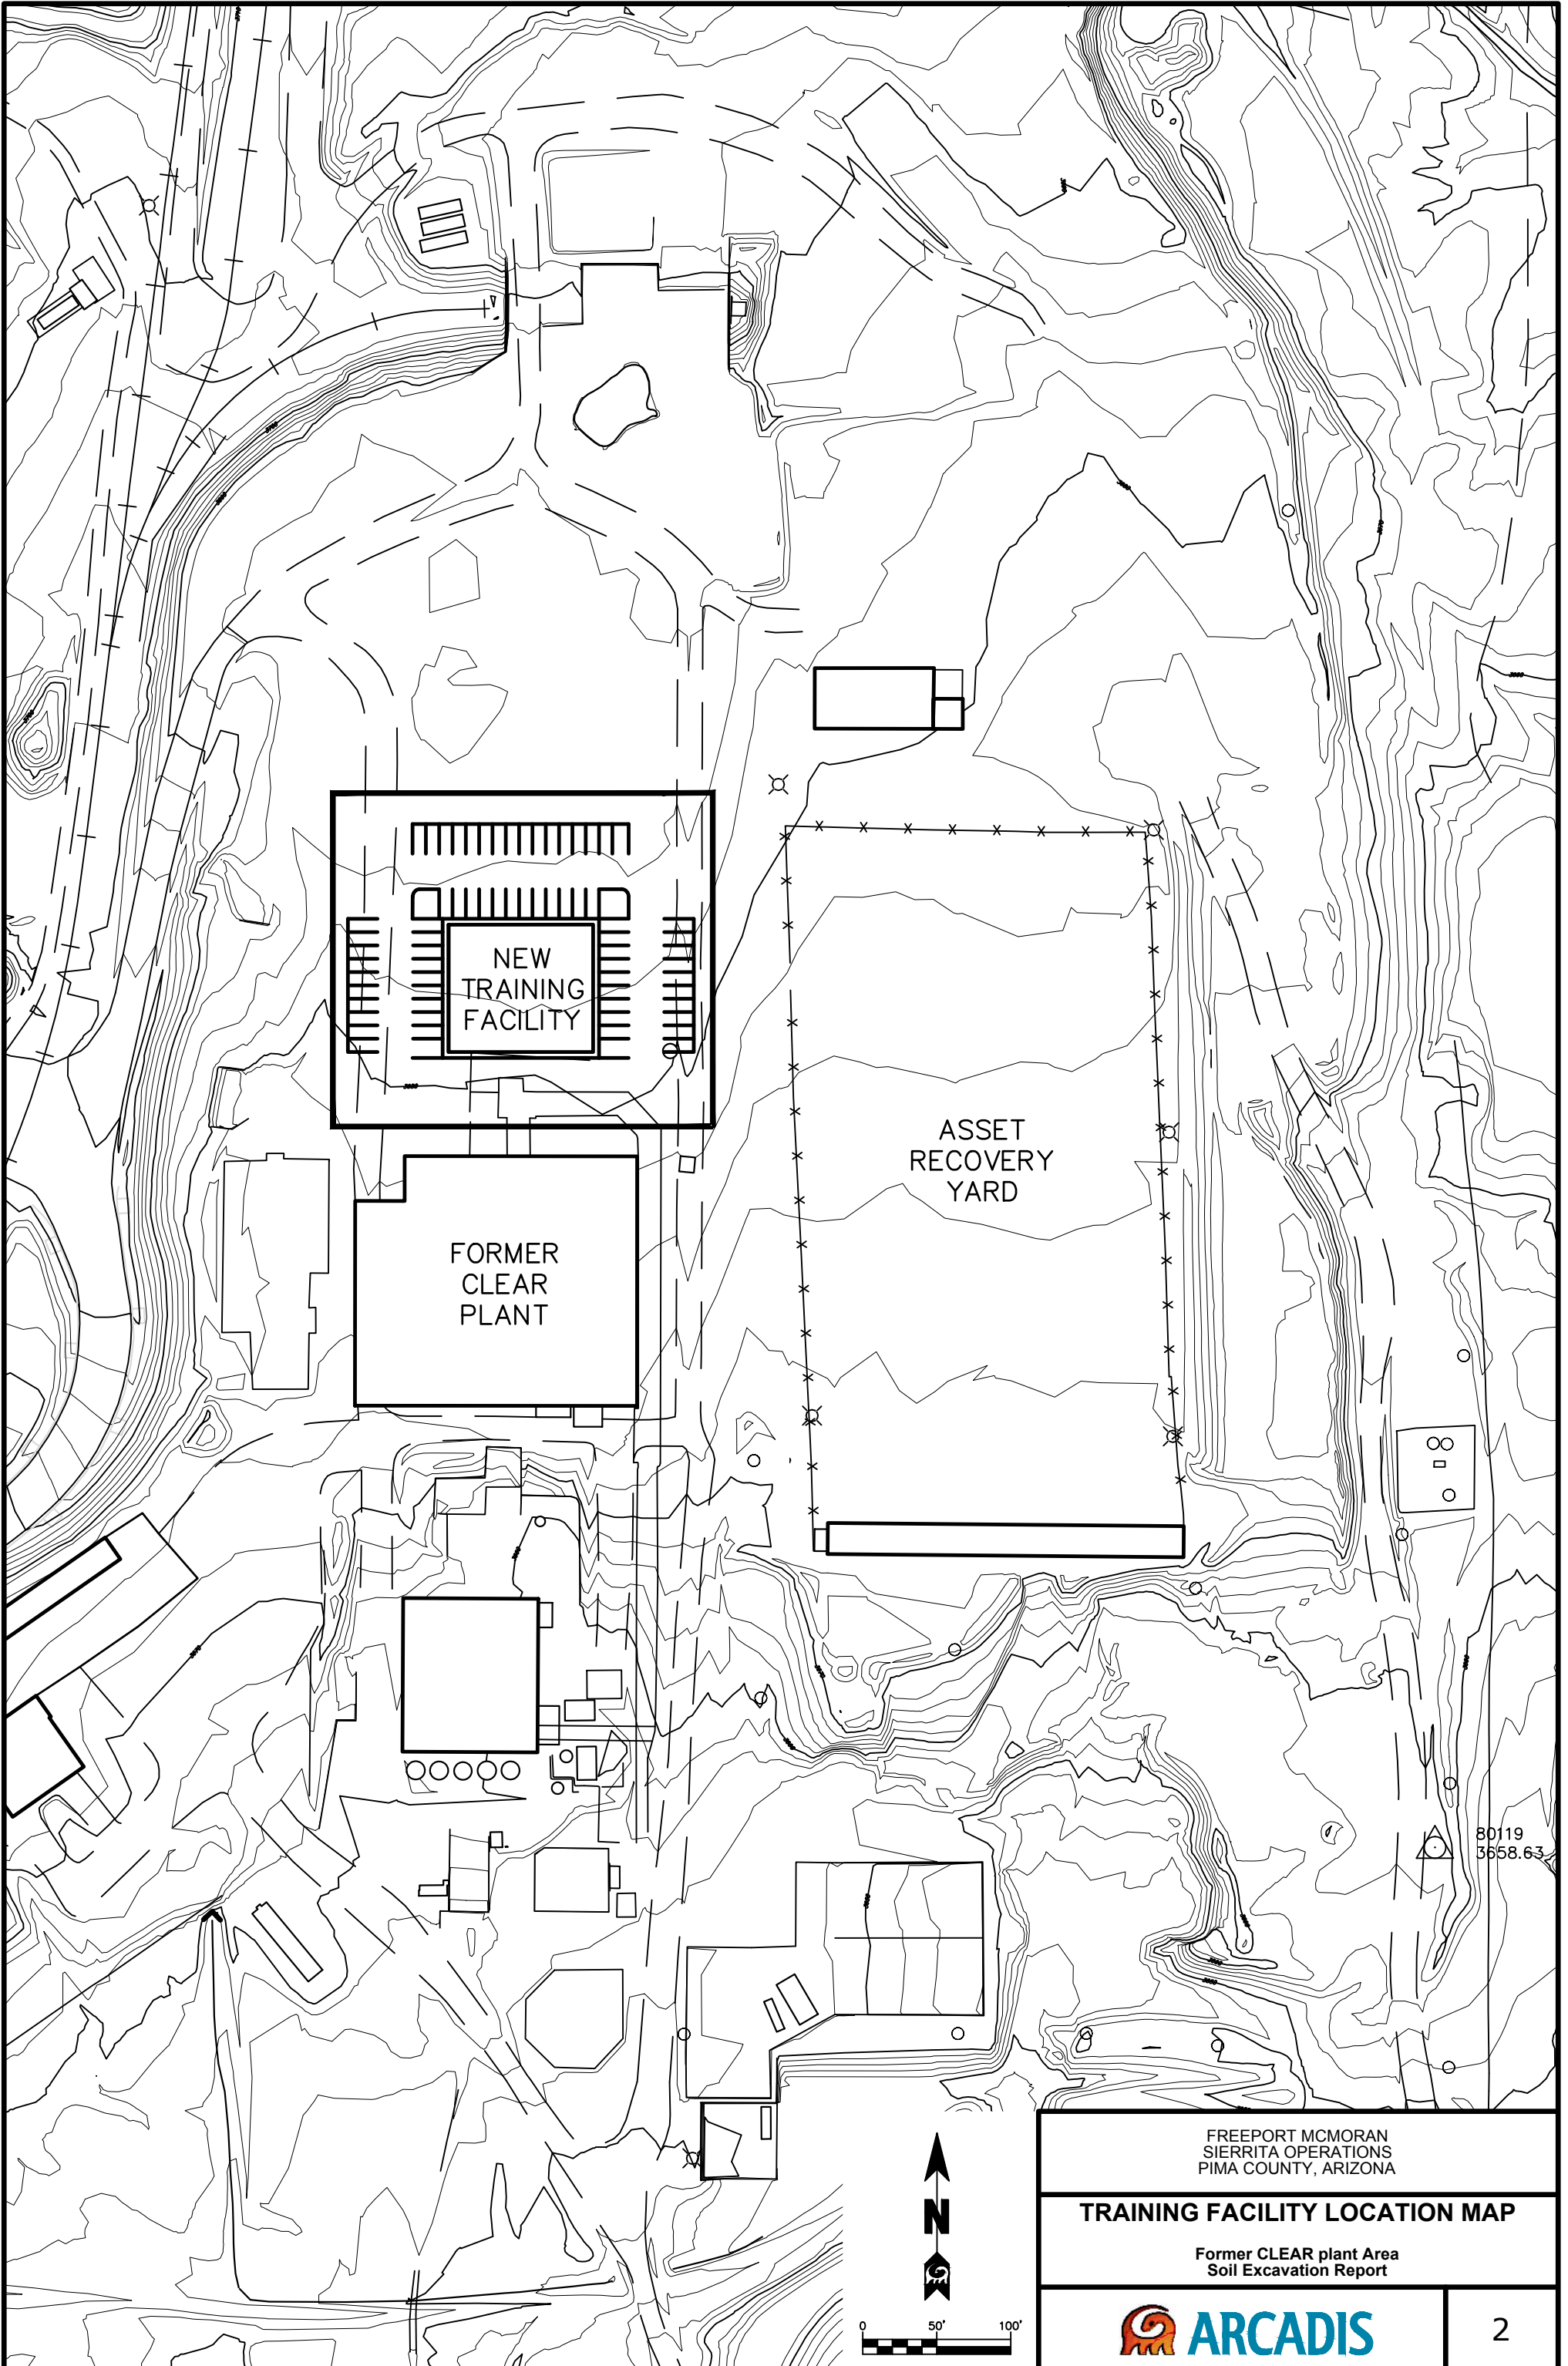 NEW
TRAINING
FACILITY
ASSET
RECOVERY
YARD
FORMER
CLEAR
PLANT
80119
3658.63
FREEPORT MCMORAN
SIERRITA OPERATIONS
PIMA COUNTY, ARIZONA
TRAINING FACILITY LOCATION MAP
Former CLEAR plant Area
Soil Excavation Report
N
0 50' 100'
ARCADIS
2